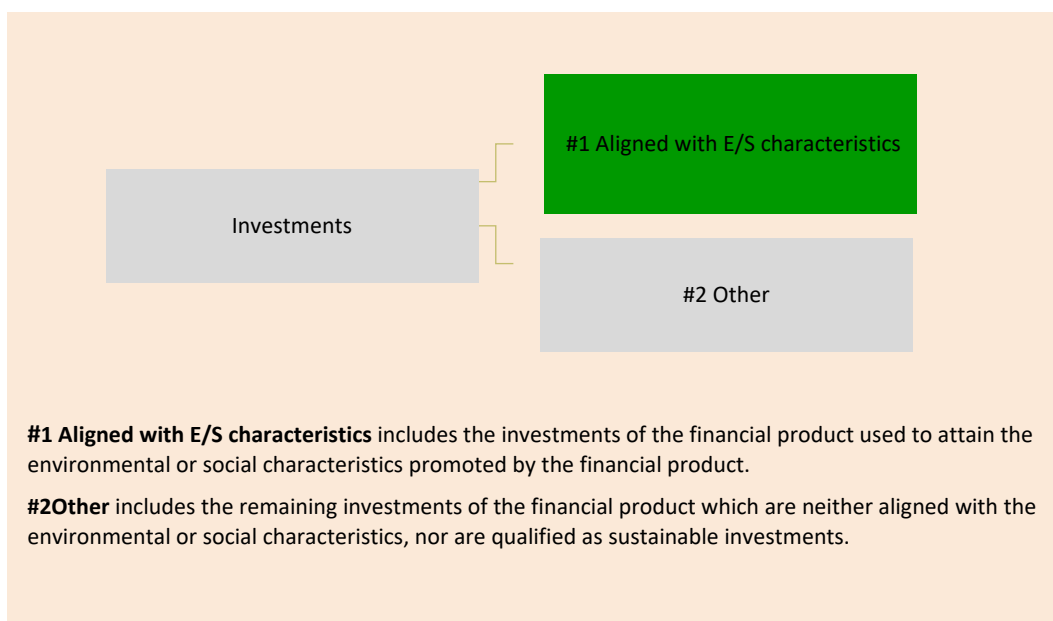 #1 Aligned with E/S characteristics
Investments
#2 Other
#1 Aligned with E/S characteristics includes the investments of the financial product used to attain the
environmental or social characteristics promoted by the financial product.
#2Other includes the remaining investments of the financial product which are neither aligned with the
environmental or social characteristics, nor are qualified as sustainable investments.